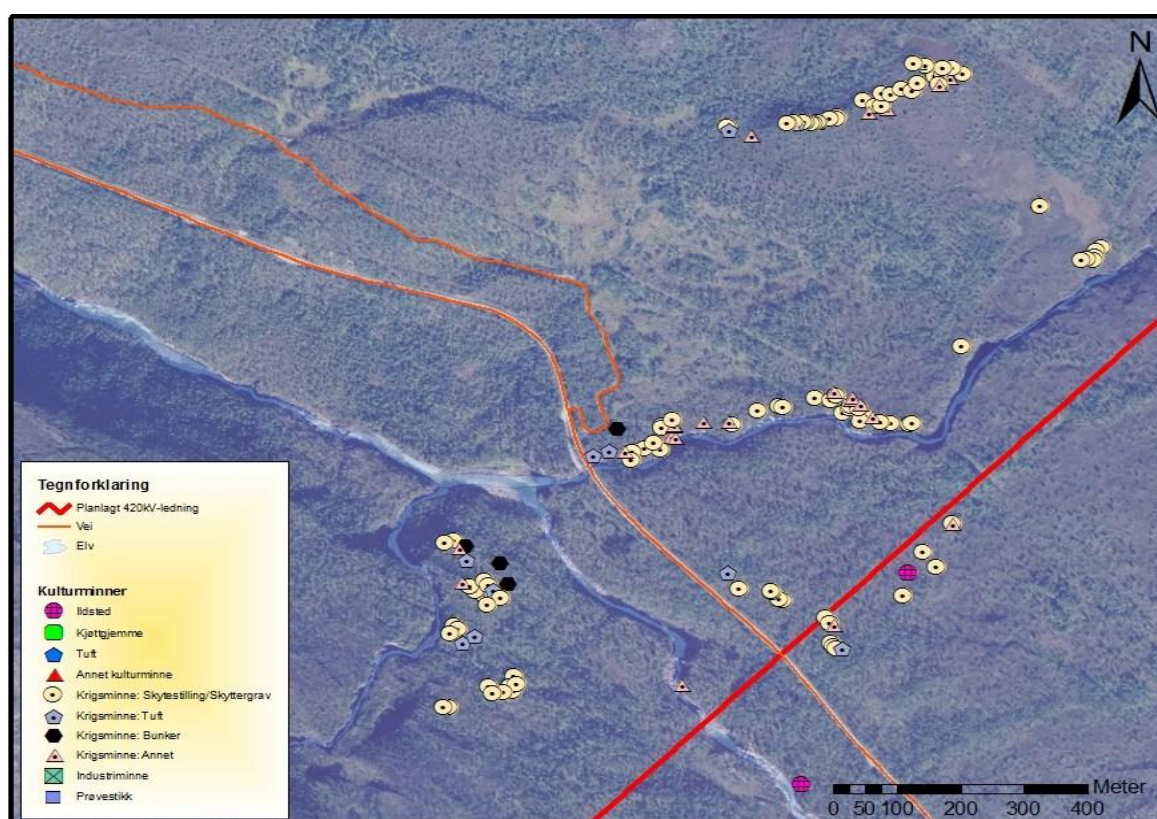 N
Tegnforklaring
Planlagt 420kV-ledning
Vei
Elv
Kulturminner
Ildsted
Kjøttgjemme
Tuft
Annet kulturminne
Krigsminne: Skytestilling/Skyttergrav
Krigsminne: Tuft
Krigsminne: Bunker
Krigsminne: Annet
Industriminne
Prøvestikk
Meter
0 50 100 200 300 400